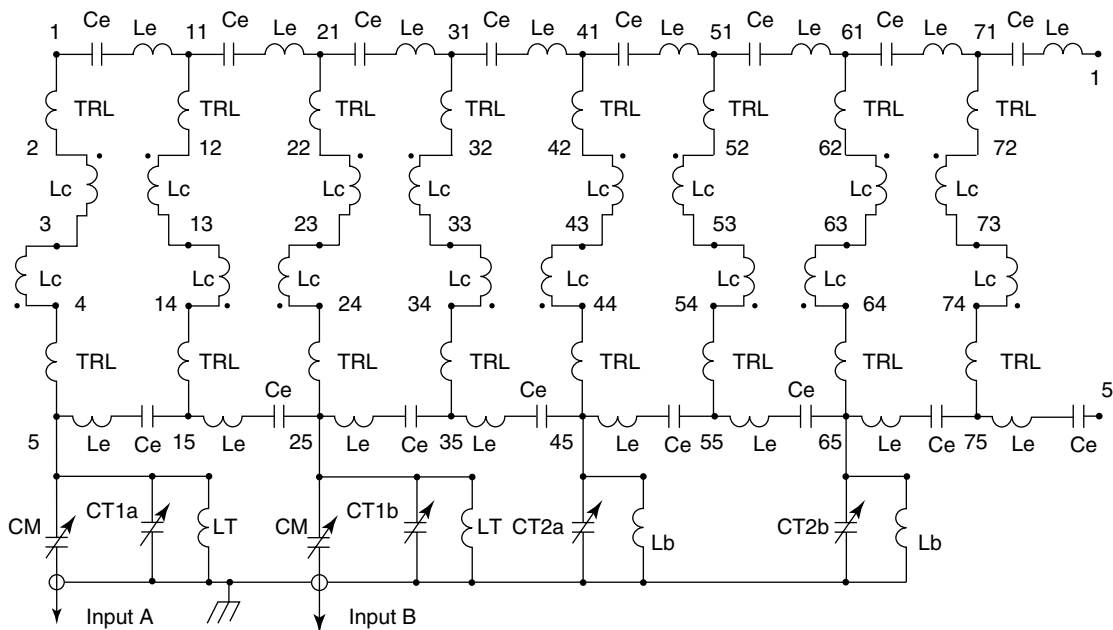 1 Ce Le 11 Ce Le 21 Ce Le 31 Ce Le 41 Ce Le 51 Ce Le 61 Ce Le 71 Ce Le
1
TRL TRL TRL TRL TRL TRL TRL TRL
2 12 22 32 42 52 62 72
Lc Lc Lc Lc Lc Lc Lc Lc
3 13 23 33 43 53 63 73
Lc Lc Lc Lc Lc Lc Lc Lc
4 14 24 34 44 54 64 74
TRL TRL TRL TRL TRL TRL TRL TRL
Ce Ce Ce 5
5 Le Ce 15 Le 25 Le Ce 35 Le 45 Le Ce 55 Le 65 Le Ce 75 Le Ce
CM CT1a LT CM CT1b LT CT2a Lb CT2b Lb
Input A Input B